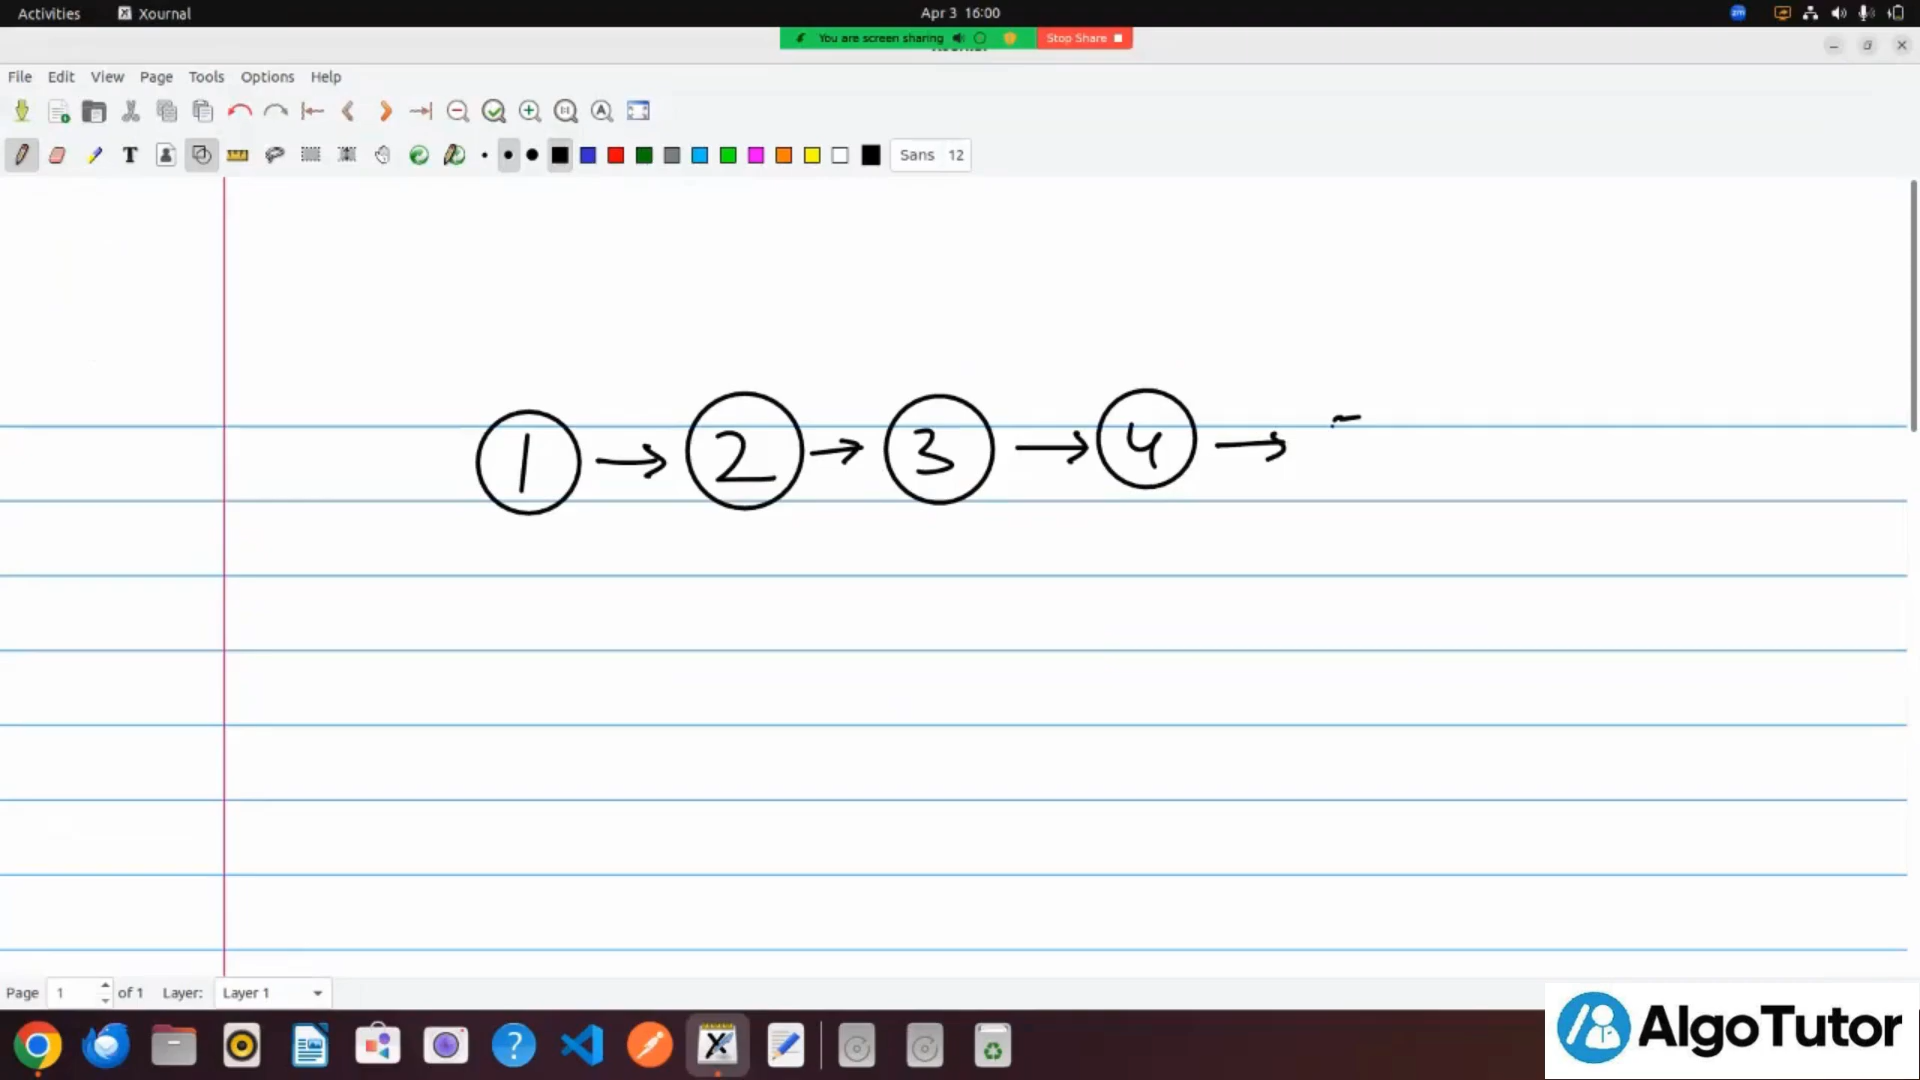 Activities Xournal Apr 3 16:00 zm
You are screen sharing Stop Share
File Edit View Page Tools Options Help
T Sans 12
1 → 2 → 3 → 4 →
Page 1 of 1 Layer: Layer 1
AlgoTutor